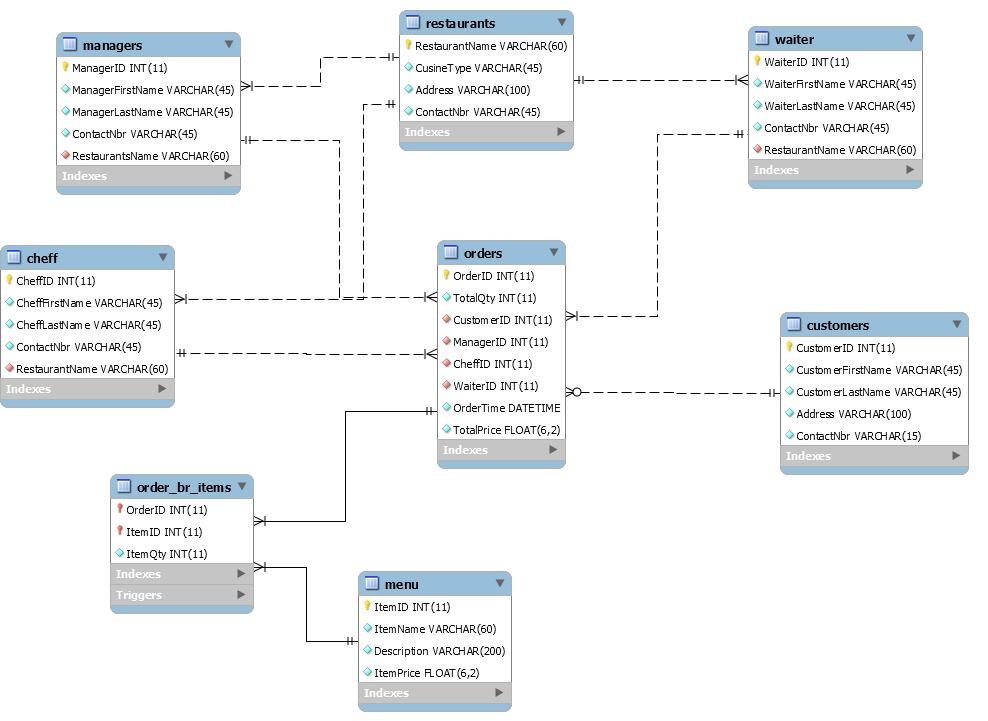 managers
ManagerID INT(11)
ManagerFirstName VARCHAR(45)
ManagerLastName VARCHAR(45)
ContactNbr VARCHAR(45)
RestaurantsName VARCHAR(60)
Indexes
restaurants
RestaurantName VARCHAR(60)
CusineType VARCHAR(45)
Address VARCHAR(100)
ContactNbr VARCHAR(45)
Indexes
waiter
WaiterID INT(11)
WaiterFirstName VARCHAR(45)
WaiterLastName VARCHAR(45)
ContactNbr VARCHAR(45)
RestaurantName VARCHAR(60)
Indexes
cheff
CheffID INT(11)
CheffFirstName VARCHAR(45)
CheffLastName VARCHAR(45)
ContactNbr VARCHAR(45)
RestaurantName VARCHAR(60)
Indexes
orders
OrderID INT(11)
TotalQty INT(11)
CustomerID INT(11)
ManagerID INT(11)
CheffID INT(11)
WaiterID INT(11)
OrderTime DATETIME
TotalPrice FLOAT(6,2)
Indexes
customers
CustomerID INT(11)
CustomerFirstName VARCHAR(45)
CustomerLastName VARCHAR(45)
Address VARCHAR(100)
ContactNbr VARCHAR(15)
Indexes
order_br_items
OrderID INT(11)
ItemID INT(11)
ItemQty INT(11)
Indexes
Triggers
menu
ItemID INT(11)
ItemName VARCHAR(60)
Description VARCHAR(200)
ItemPrice FLOAT(6,2)
Indexes